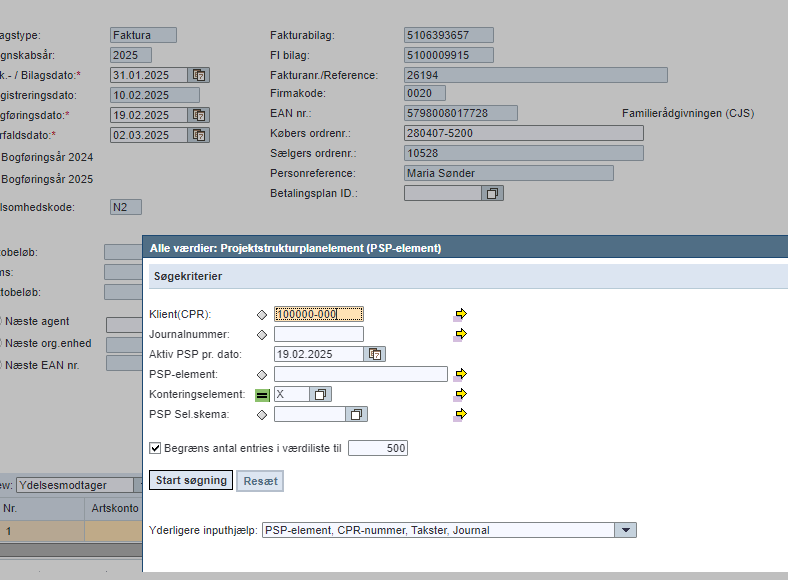 agstype: Faktura Fakturabilag: 5106393657
gnskabsår: 2025 FI bilag: 5100009915
k.- / Bilagsdato:* 31.01.2025 Fakturanr./Reference: 26194
gistreringsdato: 10.02.2025 Firmakode: 0020
gføringsdato:* 19.02.2025 EAN nr.: 5798008017728 Familierådgivningen (CJS)
rfaldsdato:* 02.03.2025 Købers ordrenr.: 280407-5200
Bogføringsår 2024 Sælgers ordrenr.: 10528
Bogføringsår 2025 Personreference: Maria Sønder
Betalingsplan ID.:
lsomhedskode: N2
tobeløb:
ms:
ttobeløb:
Næste agent
Næste org.enhed
Næste EAN nr.
ew: Ydelsesmodtager
Nr. Artskonto
1
Alle værdier: Projektstrukturplanelement (PSP-element)
Søgekriterier
Klient(CPR): 100000-000
Journalnummer:
Aktiv PSP pr. dato: 19.02.2025
PSP-element:
Konteringselement: X
PSP Sel.skema:
Begræns antal entries i værdiliste til 500
Start søgning Resæt
Yderligere inputhjælp: PSP-element, CPR-nummer, Takster, Journal